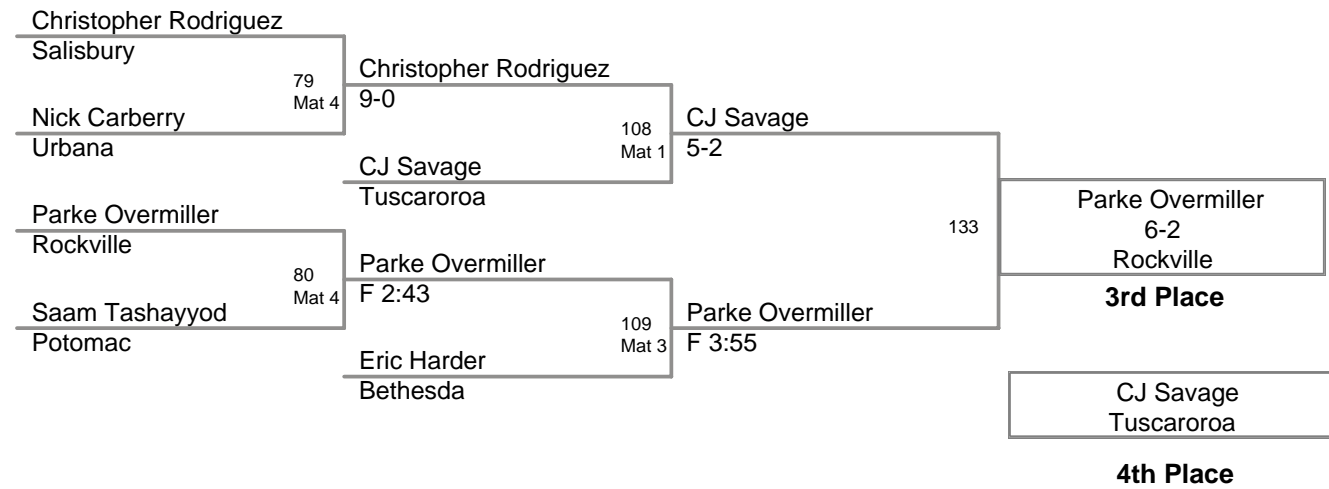 Christopher Rodriguez
Salisbury
79
Mat 4
Nick Carberry
Urbana
Christopher Rodriguez
9-0
108
Mat 1
CJ Savage
Tuscaroroa
CJ Savage
5-2
Parke Overmiller
Rockville
80
Mat 4
Saam Tashayyod
Potomac
Parke Overmiller
F 2:43
109
Mat 3
Eric Harder
Bethesda
Parke Overmiller
F 3:55
133
Parke Overmiller
6-2
Rockville
3rd Place
CJ Savage
Tuscaroroa
4th Place